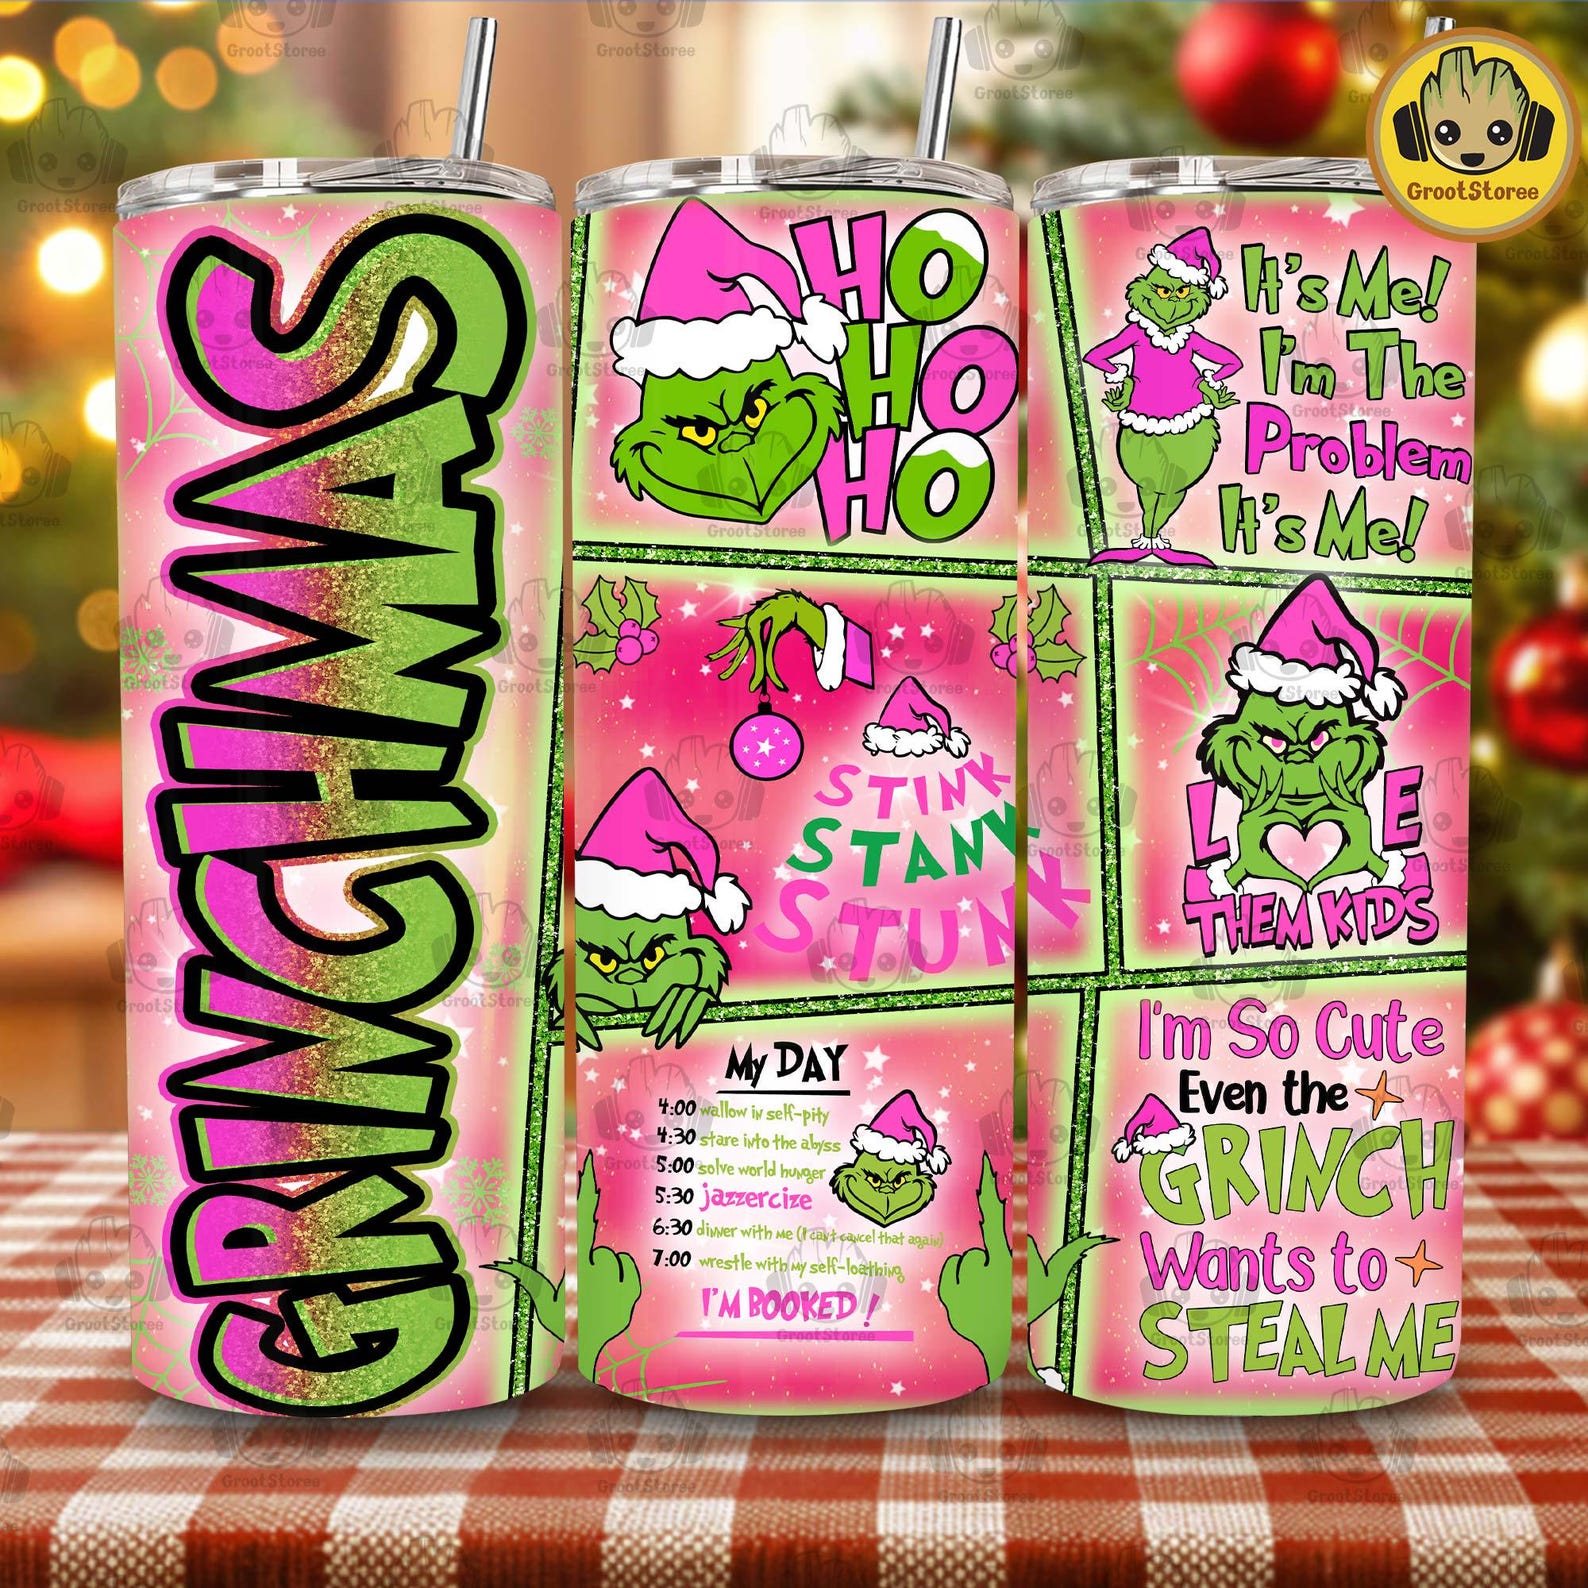 GRINCHMAS
HO
HO
HO
It's Me!
I'm The
Problem
It's Me!
STINK
STANK
STUNK
LOVE
THEM KIDS
My DAY
4:00 wallow in self-pity
4:30 stare into the abyss
5:00 solve world hunger
5:30 jazzercize
6:30 dinner with me (I can't cancel that again)
7:00 wrestle with my self-loathing
I'M BOOKED!
I'm So Cute
Even the
GRINCH
Wants to
STEAL ME
GrootStoree